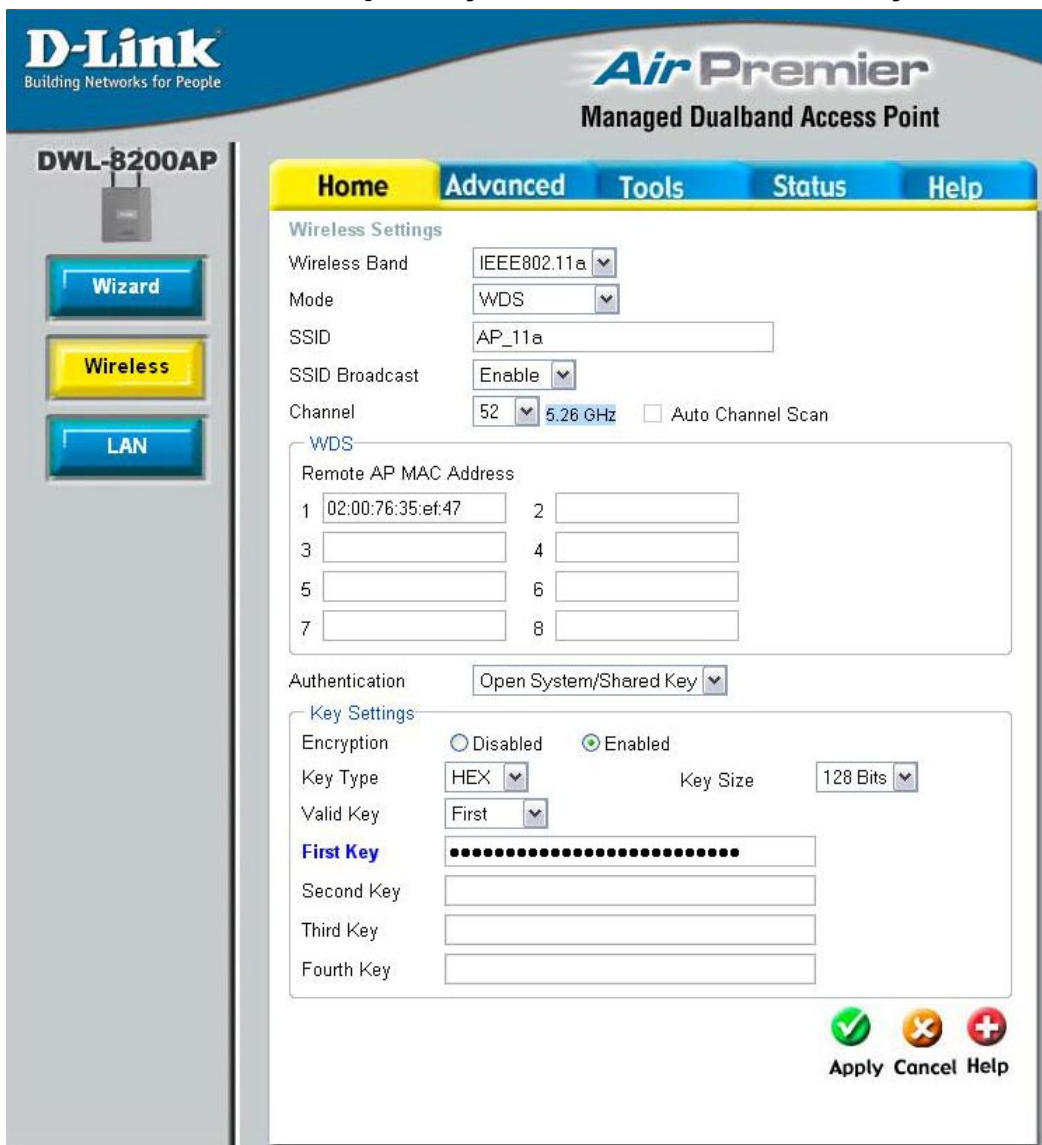 D-Link
Building Networks for People
Air Premier
Managed Dualband Access Point
DWL-8200AP
Home Advanced Tools Status Help
Wizard
Wireless
LAN
Wireless Settings
Wireless Band IEEE802.11a
Mode WDS
SSID AP_11a
SSID Broadcast Enable
Channel 52 5.26 GHz Auto Channel Scan
WDS
Remote AP MAC Address
1 02:00:76:35:ef:47 2
3 4
5 6
7 8
Authentication Open System/Shared Key
Key Settings
Encryption Disabled Enabled
Key Type HEX Key Size 128 Bits
Valid Key First
First Key ••••••••••••••••••••••••••
Second Key
Third Key
Fourth Key
Apply Cancel Help